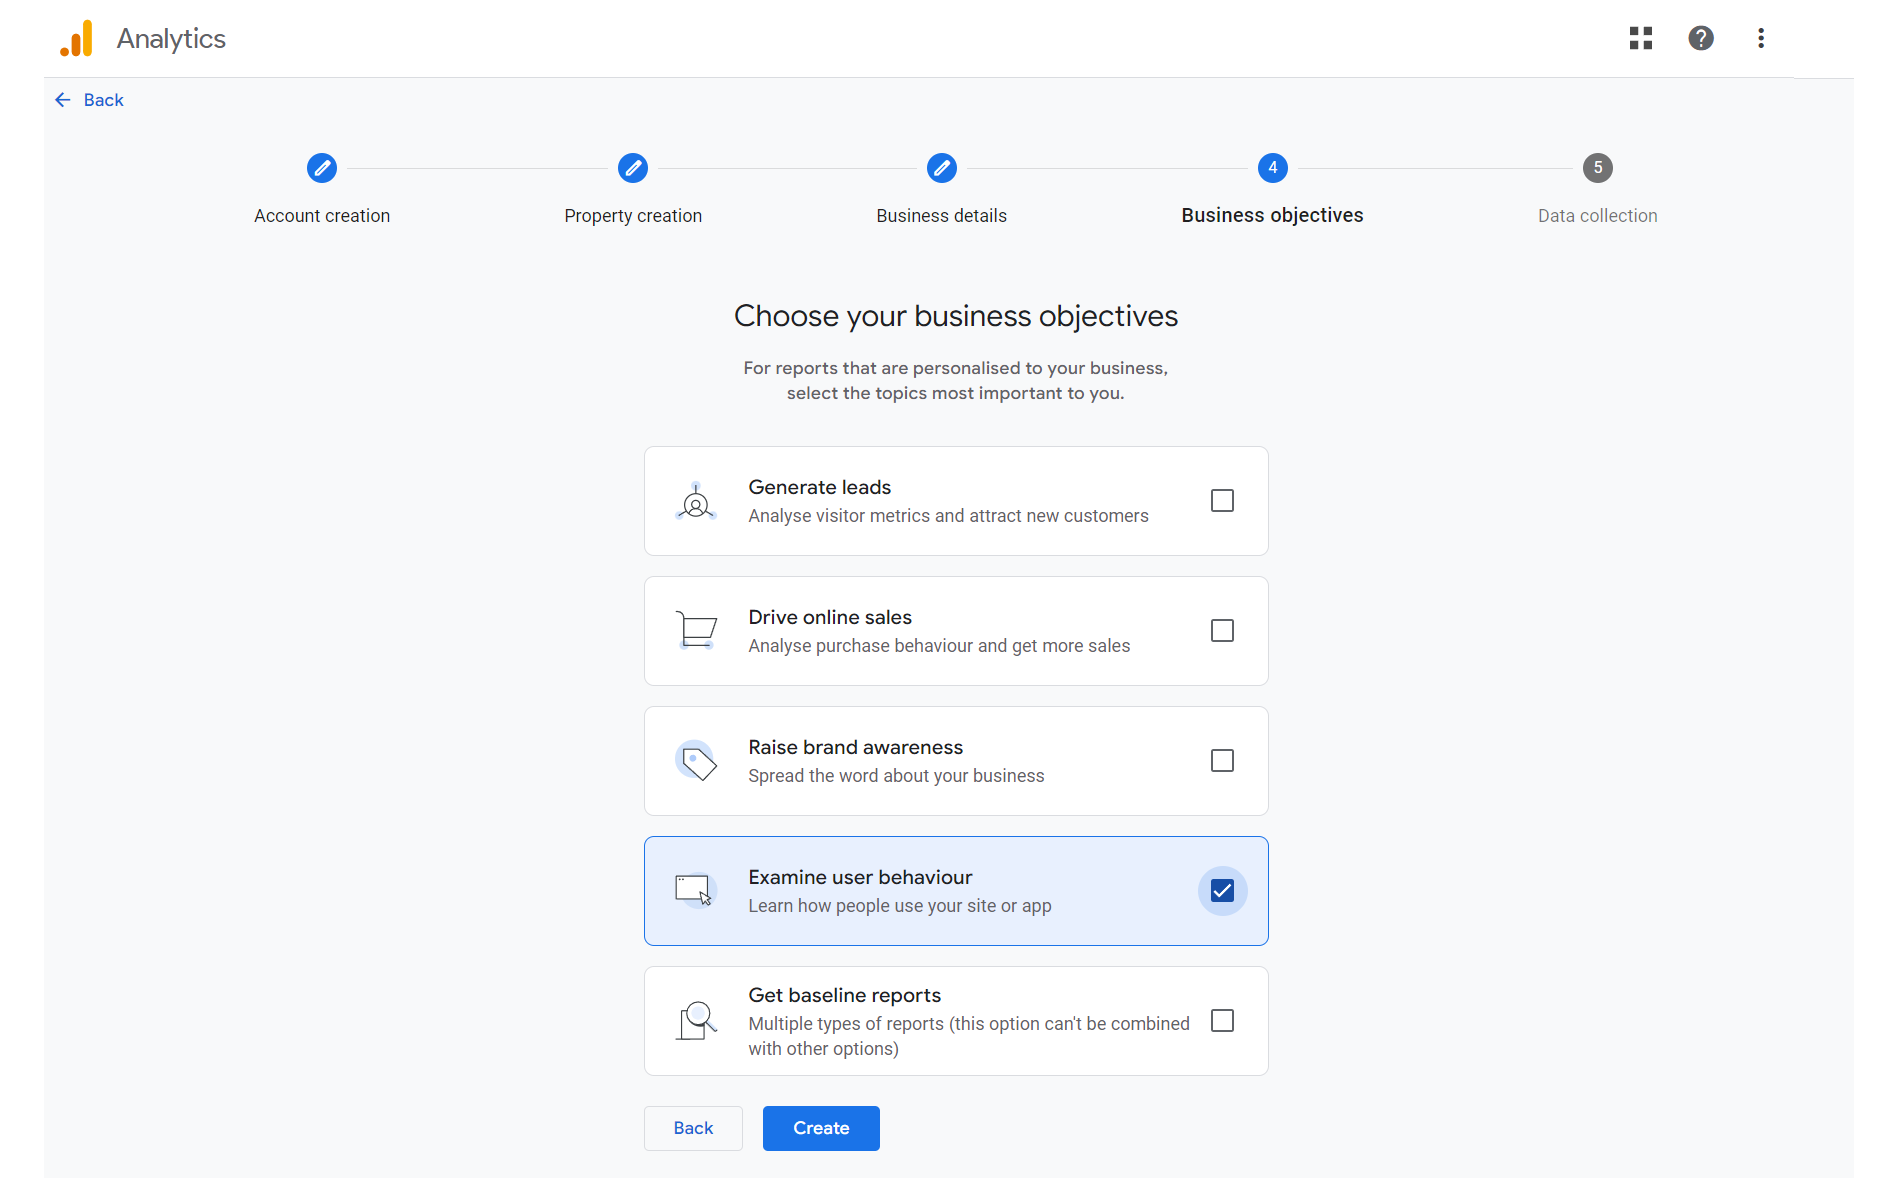 Analytics
Back
4
5
Account creation
Property creation
Business details
Business objectives
Data collection
Choose your business objectives
For reports that are personalised to your business,
select the topics most important to you.
Generate leads
Analyse visitor metrics and attract new customers
Drive online sales
Analyse purchase behaviour and get more sales
Raise brand awareness
Spread the word about your business
Examine user behaviour
Learn how people use your site or app
Get baseline reports
Multiple types of reports (this option can't be combined
with other options)
Back
Create